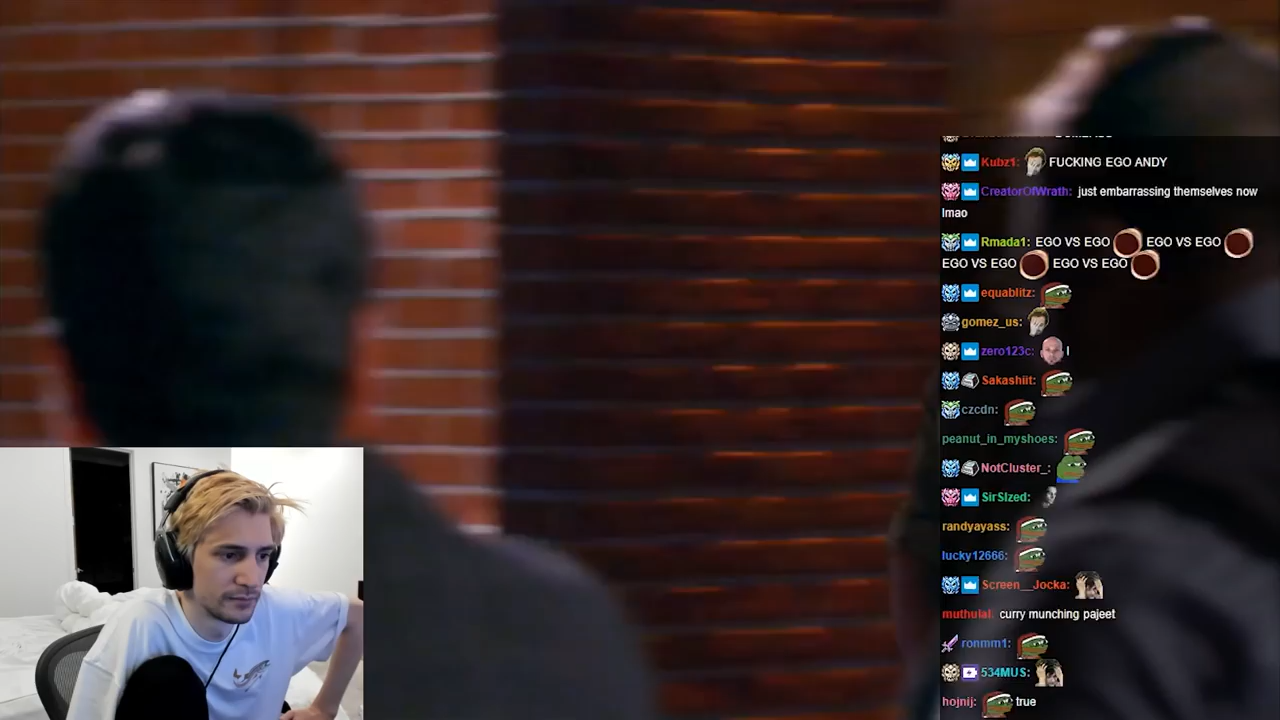 Kubz1: FUCKING EGO ANDY
CreatorOfWrath: just embarrassing themselves now
lmao
Rmada1: EGO VS EGO EGO VS EGO
EGO VS EGO EGO VS EGO
equablitz:
gomez_us:
zero123c: I
Sakashiit:
czcdn:
peanut_in_myshoes:
NotCluster_:
SirSIzed:
randyayass:
lucky12666:
Screen__Jocka:
muthulal: curry munching pajeet
ronmm1:
534MUS:
hojnij: true